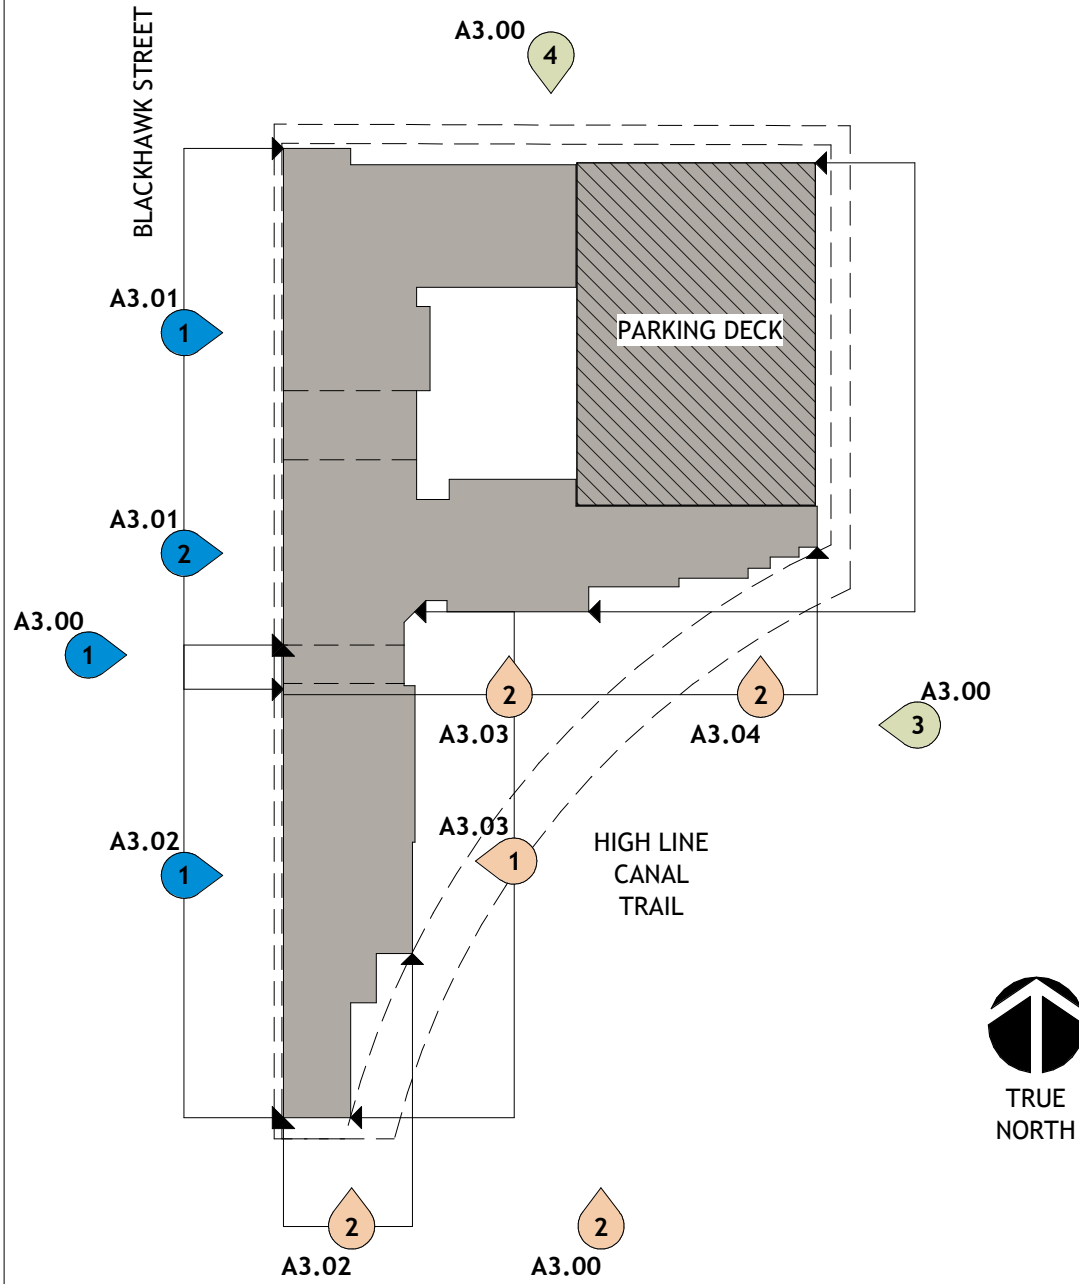 BLACKHAWK STREET
A3.00
4
A3.01
1
PARKING DECK
A3.01
2
A3.00
1
2
A3.03
2
A3.04
A3.00
3
A3.02
1
A3.03
1
HIGH LINE
CANAL
TRAIL
TRUE
NORTH
2
A3.02
2
A3.00